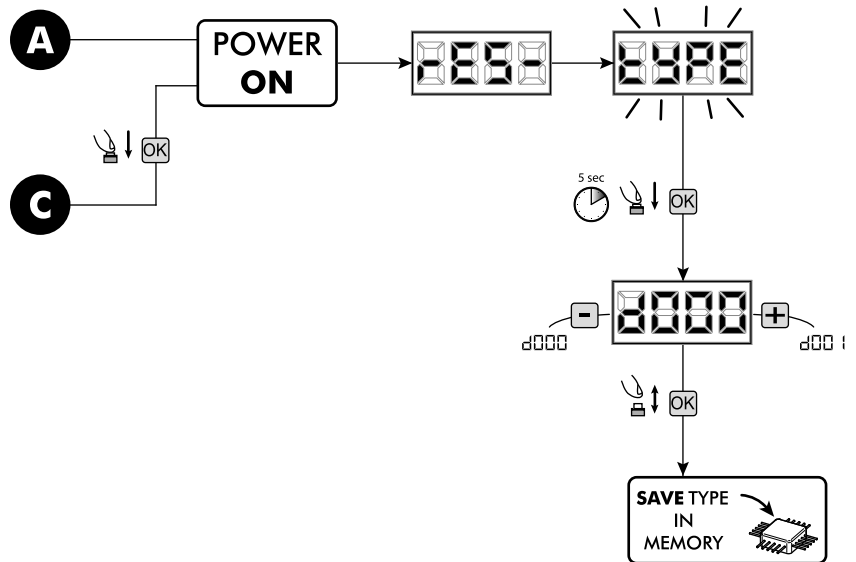 A
POWER
ON
rES-
tYPE
OK
C
5 sec
OK
-
d000
+
d000
d001
OK
SAVE TYPE
IN
MEMORY